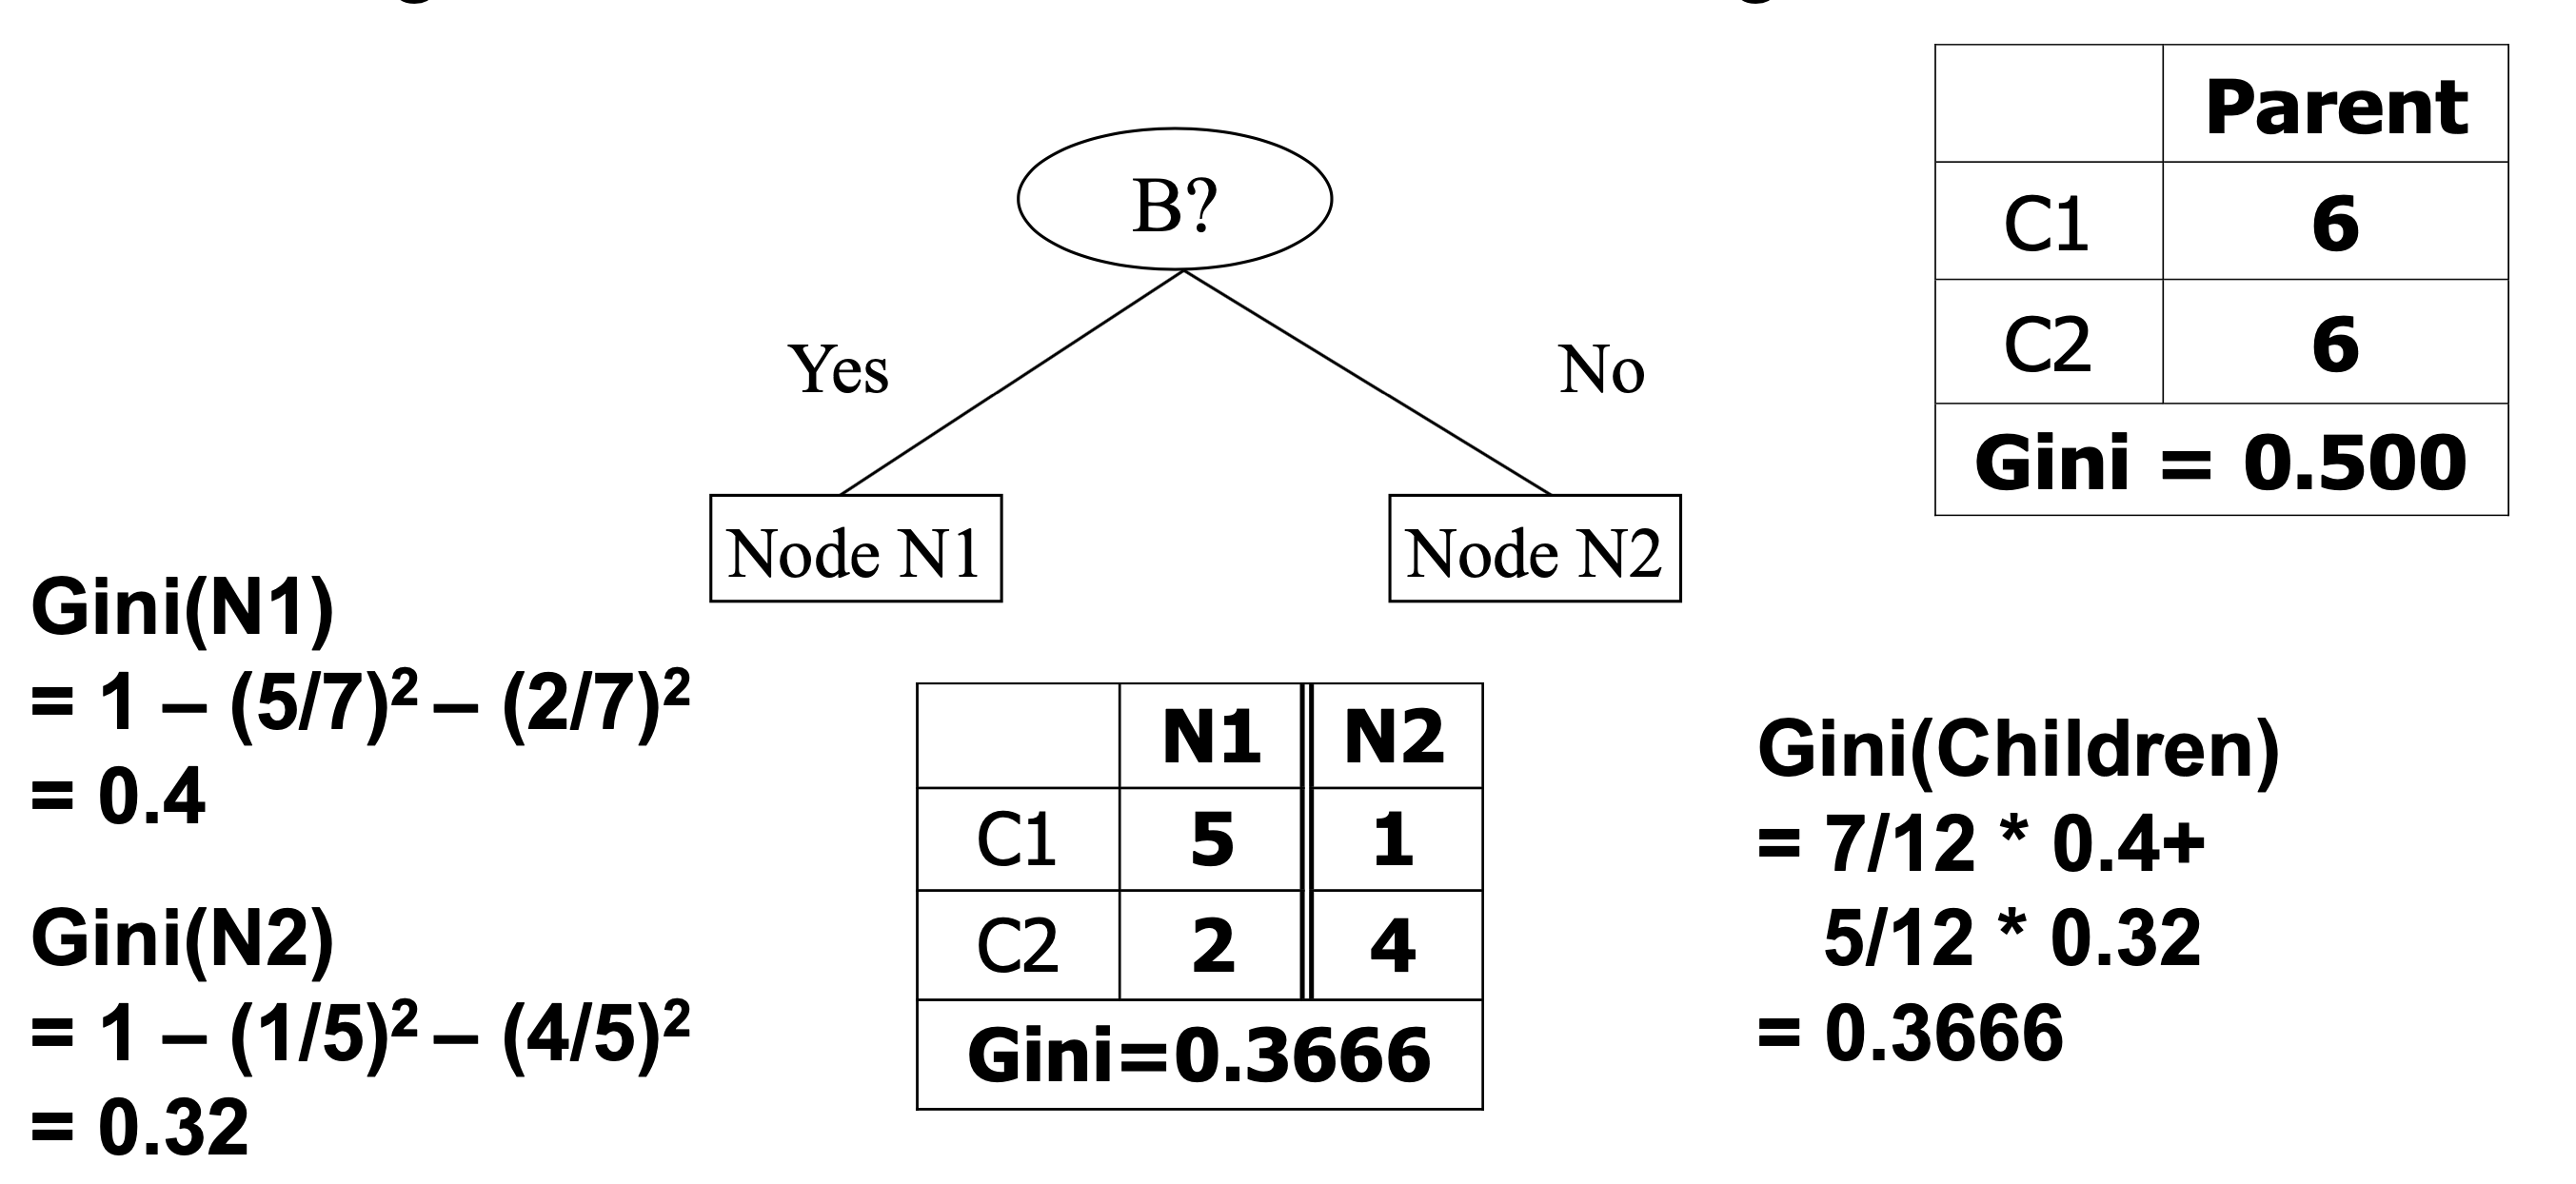 Parent
B?
C1 6
C2 6
Yes No
Gini = 0.500
Node N1 Node N2
Gini(N1)
= 1 – (5/7)² – (2/7)²
= 0.4
Gini(N2)
= 1 – (1/5)² – (4/5)²
= 0.32
N1 N2
C1 5 1
C2 2 4
Gini=0.3666
Gini(Children)
= 7/12 * 0.4+
5/12 * 0.32
= 0.3666